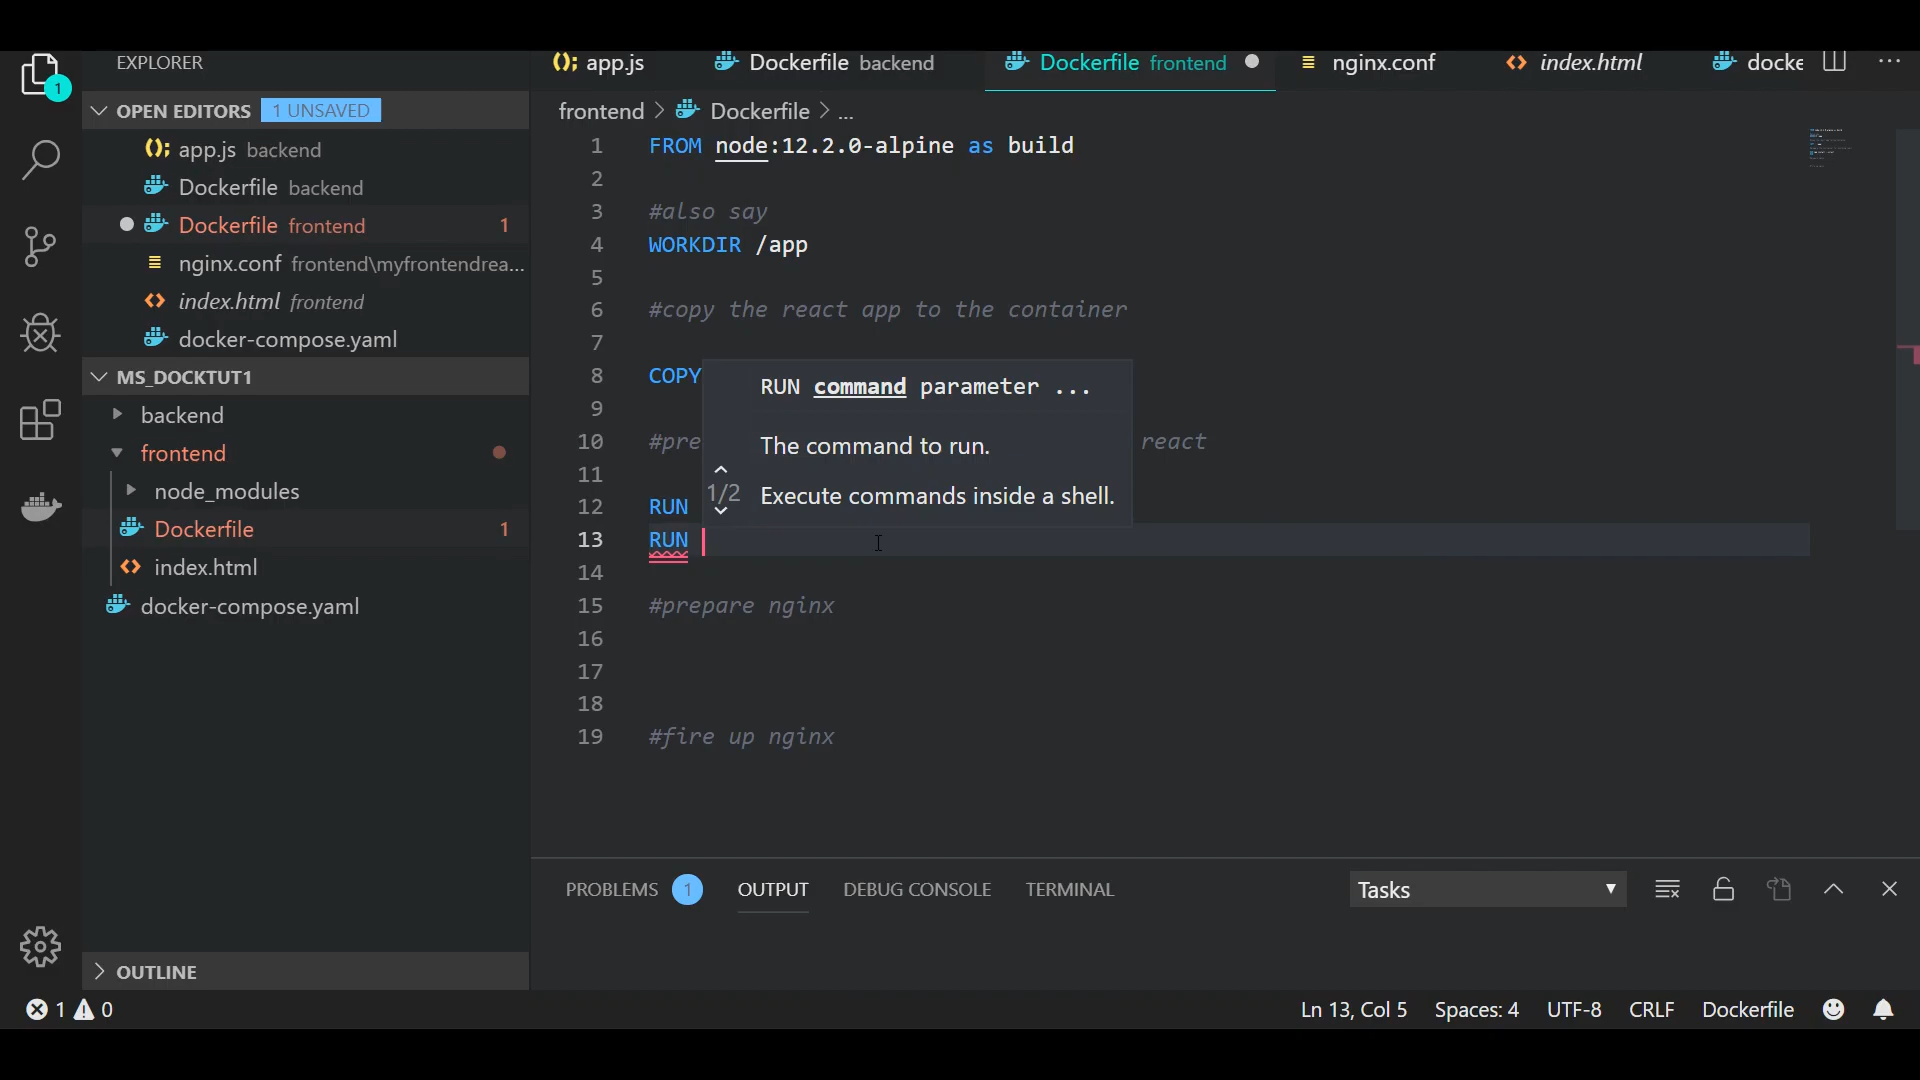 EXPLORER
OPEN EDITORS 1 UNSAVED
app.js backend
Dockerfile backend
Dockerfile frontend 1
nginx.conf frontend\myfrontendrea...
index.html frontend
docker-compose.yaml
MS_DOCKTUT1
backend
frontend
node_modules
Dockerfile 1
index.html
docker-compose.yaml
OUTLINE
1
app.js
Dockerfile backend
Dockerfile frontend
nginx.conf
index.html
docke
frontend > Dockerfile > ...
1 FROM node:12.2.0-alpine as build
2
3 #also say
4 WORKDIR /app
5
6 #copy the react app to the container
7
8 COPY
9
10 #pre react
11
12 RUN
13 RUN
14
15 #prepare nginx
16
17
18
19 #fire up nginx
RUN command parameter ...
The command to run.
1/2 Execute commands inside a shell.
PROBLEMS 1 OUTPUT DEBUG CONSOLE TERMINAL Tasks
1 0 Ln 13, Col 5 Spaces: 4 UTF-8 CRLF Dockerfile